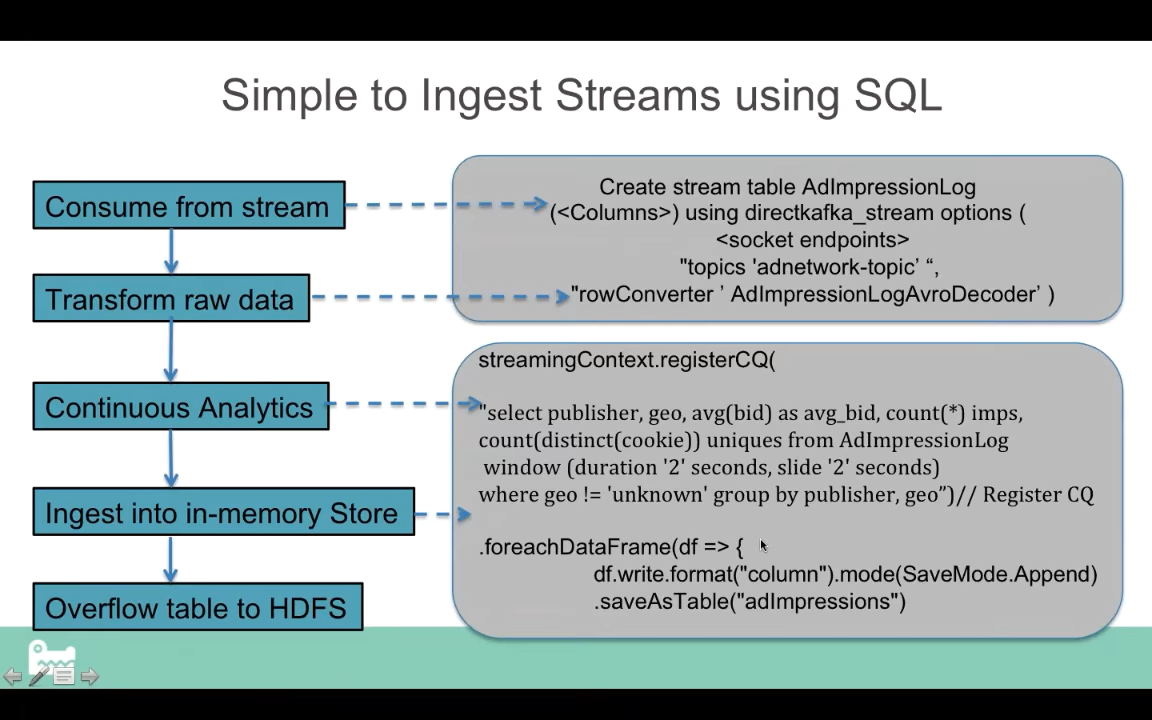 Simple to Ingest Streams using SQL
Consume from stream
Transform raw data
Continuous Analytics
Ingest into in-memory Store
Overflow table to HDFS
Create stream table AdImpressionLog
(<Columns>) using directkafka_stream options (
<socket endpoints>
"topics 'adnetwork-topic’ “,
"rowConverter ’ AdImpressionLogAvroDecoder’ )
streamingContext.registerCQ(
"select publisher, geo, avg(bid) as avg_bid, count(*) imps,
count(distinct(cookie)) uniques from AdImpressionLog
window (duration '2' seconds, slide '2' seconds)
where geo != 'unknown' group by publisher, geo”)// Register CQ
.foreachDataFrame(df => {
df.write.format("column").mode(SaveMode.Append)
.saveAsTable("adImpressions")